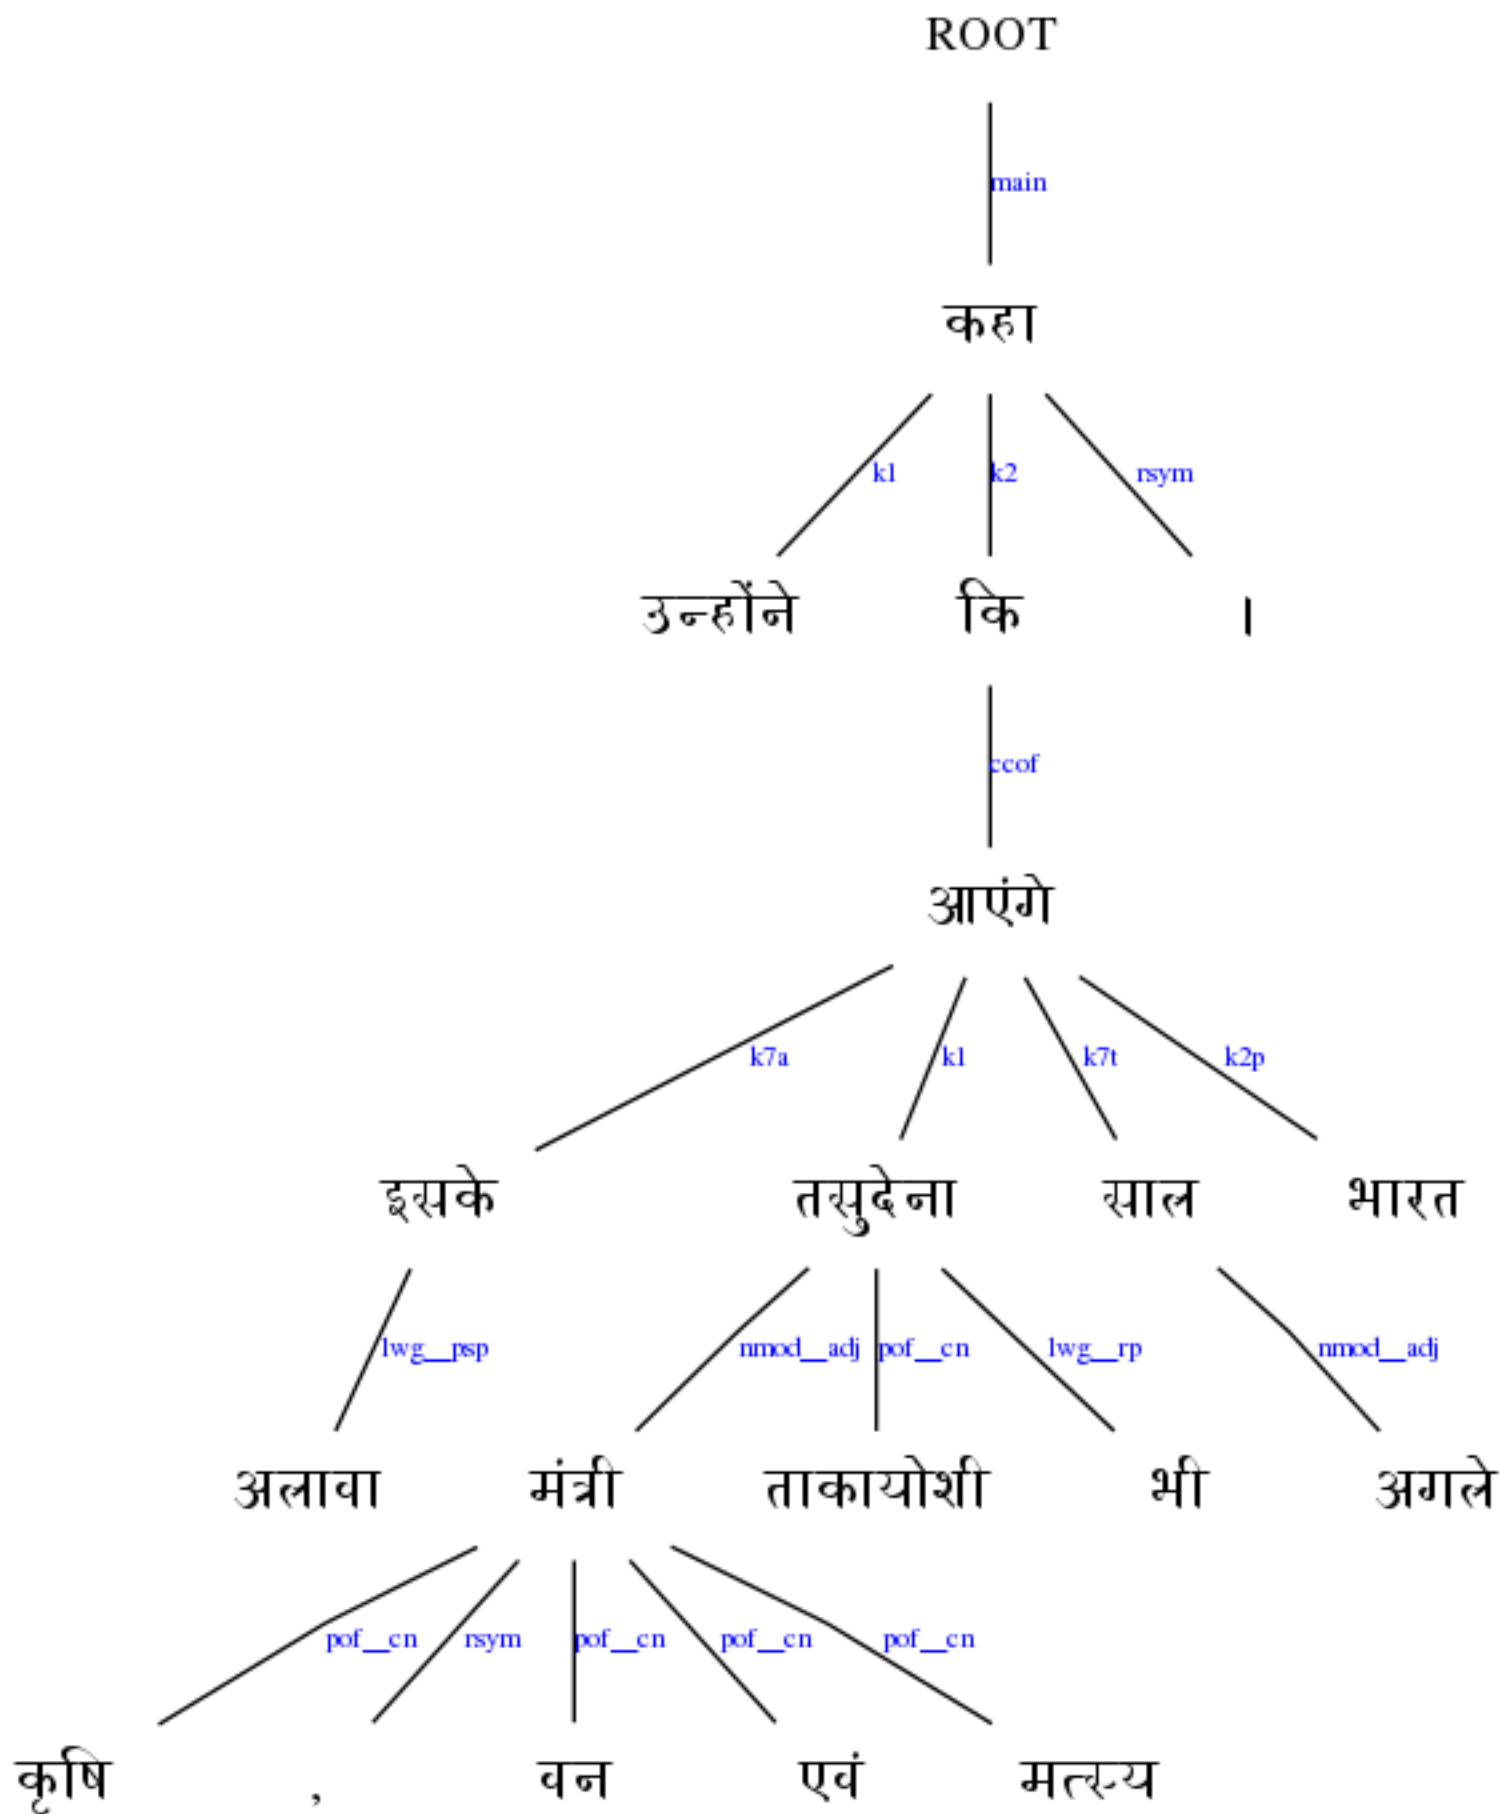 ROOT
main
कहा
k1 k2 rsym
उन्होंने कि ।
ccof
आएंगे
k7a k1 k7t k2p
इसके तसुदेना साल भारत
lwg__psp nmod__adj pof__cn lwg__rp nmod__adj
अलावा मंत्री ताकायोशी भी अगले
pof__cn rsym pof__cn pof__cn pof__cn
कृषि , वन एवं मत्स्य